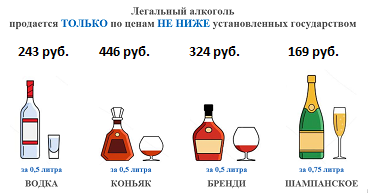 Легальный алкоголь
продается ТОЛЬКО по ценам НЕ НИЖЕ установленных государством
243 руб. 446 руб. 324 руб. 169 руб.
за 0,5 литра за 0,5 литра за 0,5 литра за 0,75 литра
ВОДКА КОНЬЯК БРЕНДИ ШАМПАНСКОЕ